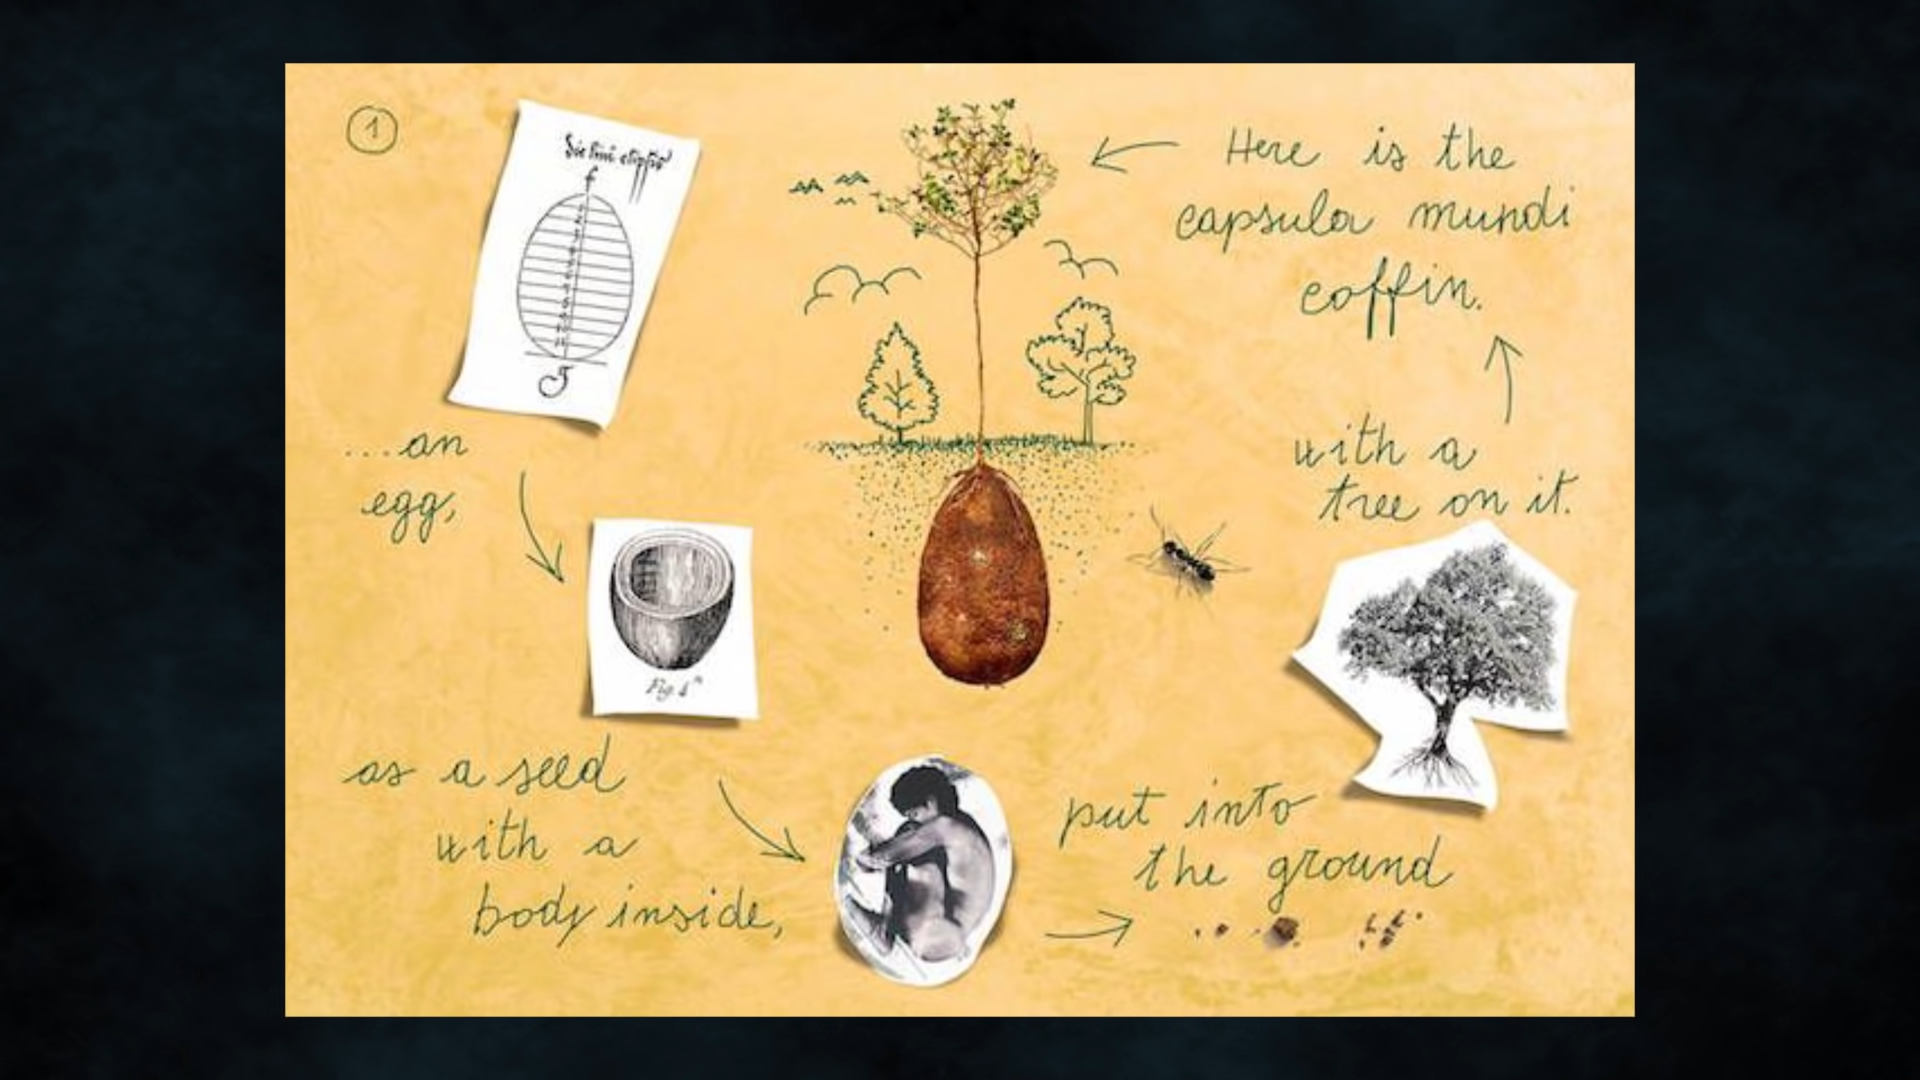 1
...an
egg,
as a seed
with a
body inside,
put into
the ground
with a
tree on it.
Here is the
capsula mundi
coffin.